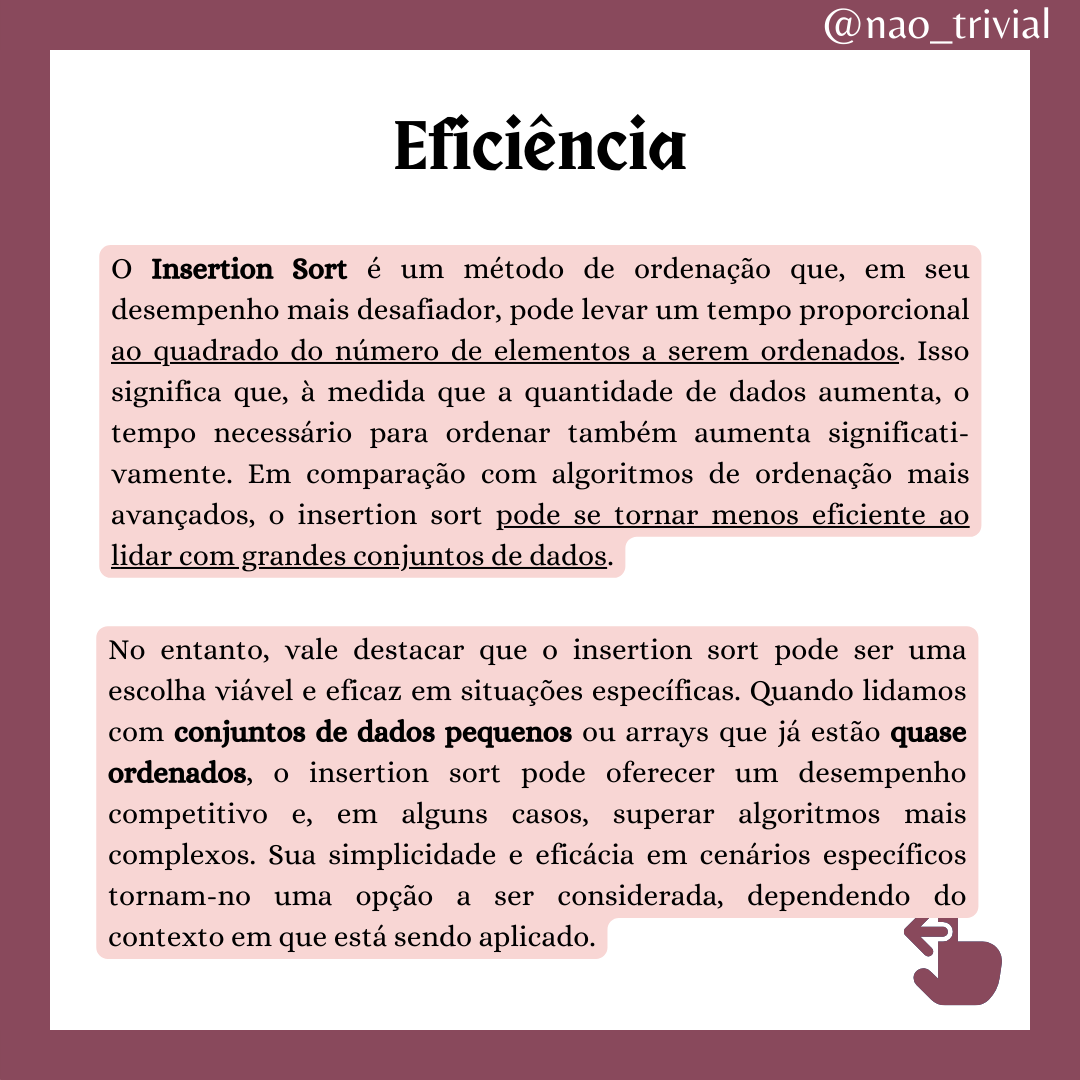 @nao_trivial
Eficiência
O Insertion Sort é um método de ordenação que, em seu
desempenho mais desafiador, pode levar um tempo proporcional
ao quadrado do número de elementos a serem ordenados. Isso
significa que, à medida que a quantidade de dados aumenta, o
tempo necessário para ordenar também aumenta significati-
vamente. Em comparação com algoritmos de ordenação mais
avançados, o insertion sort pode se tornar menos eficiente ao
lidar com grandes conjuntos de dados.
No entanto, vale destacar que o insertion sort pode ser uma
escolha viável e eficaz em situações específicas. Quando lidamos
com conjuntos de dados pequenos ou arrays que já estão quase
ordenados, o insertion sort pode oferecer um desempenho
competitivo e, em alguns casos, superar algoritmos mais
complexos. Sua simplicidade e eficácia em cenários específicos
tornam-no uma opção a ser considerada, dependendo do
contexto em que está sendo aplicado.